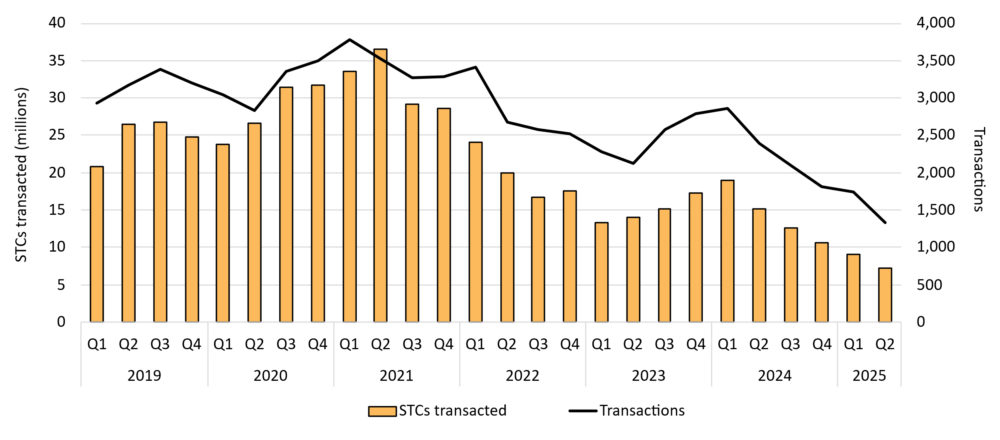 40 4,000
35 3,500
30 3,000
25 2,500
20 2,000
15 1,500
10 1,000
5 500
0 0
STCs transacted (millions)
Transactions
Q1 Q2 Q3 Q4 Q1 Q2 Q3 Q4 Q1 Q2 Q3 Q4 Q1 Q2 Q3 Q4 Q1 Q2 Q3 Q4 Q1 Q2 Q3 Q4 Q1 Q2
2019 2020 2021 2022 2023 2024 2025
STCs transacted Transactions